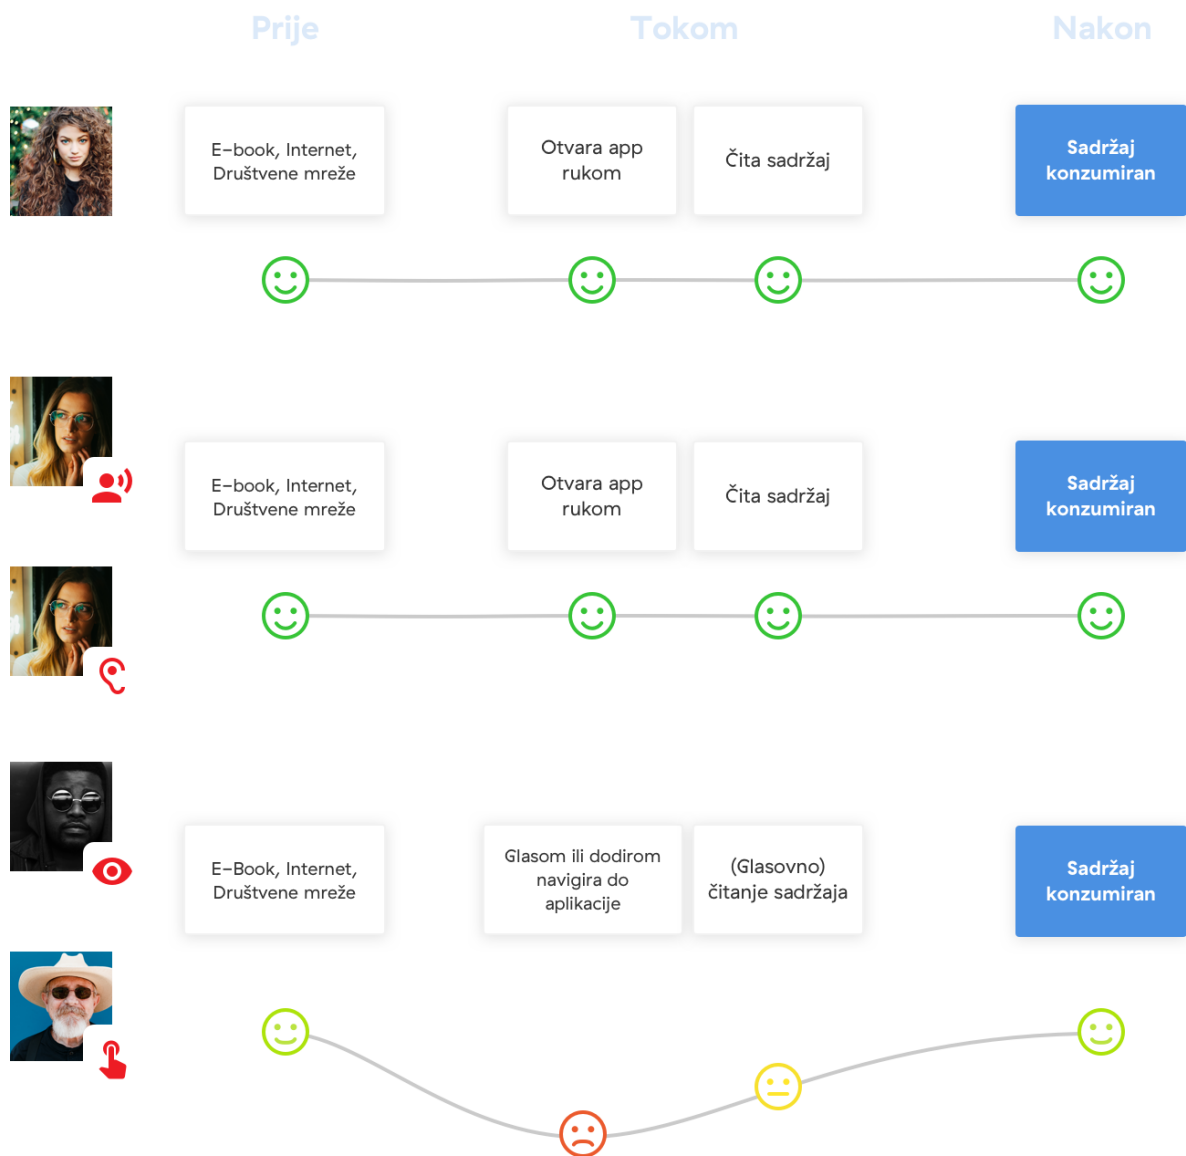 Prije
Tokom
Nakon
E-book, Internet,
Društvene mreže
Otvara app
rukom
Čita sadržaj
Sadržaj
konzumiran
E-book, Internet,
Društvene mreže
Otvara app
rukom
Čita sadržaj
Sadržaj
konzumiran
E-Book, Internet,
Društvene mreže
Glasom ili dodirom
navigira do
aplikacije
(Glasovno)
čitanje sadržaja
Sadržaj
konzumiran